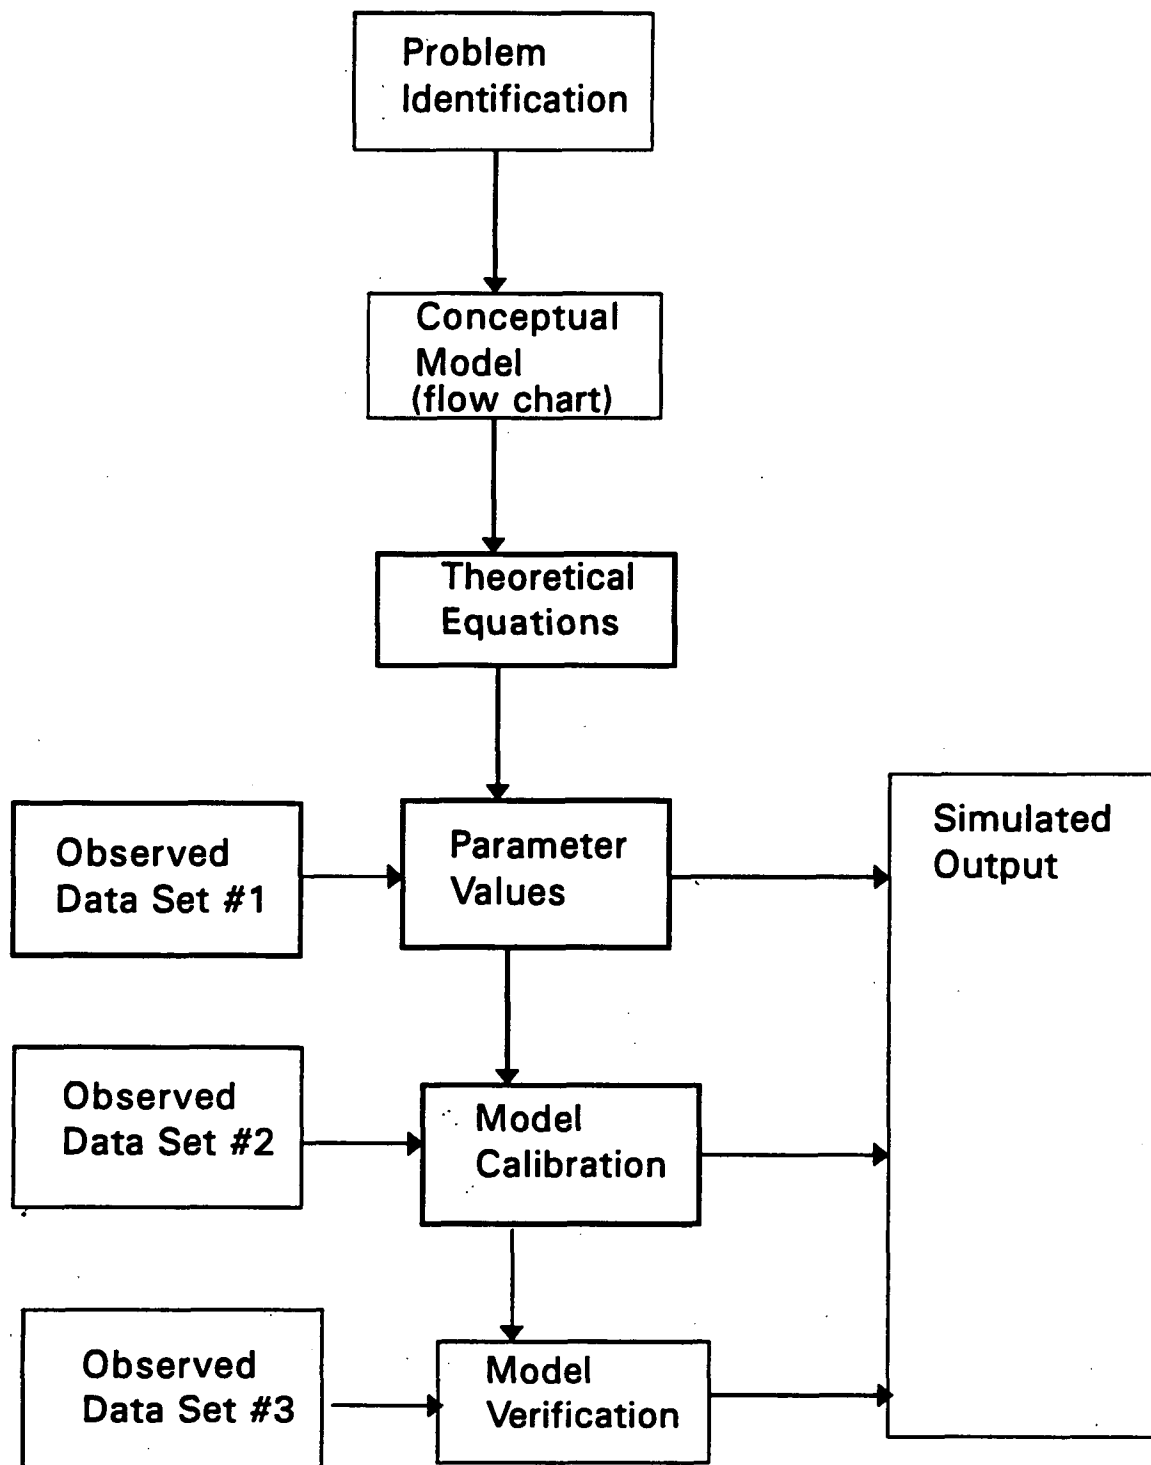 Problem
Identification
Conceptual
Model
(flow chart)
Theoretical
Equations
Observed
Data Set #1
Parameter
Values
Simulated
Output
Observed
Data Set #2
Model
Calibration
Observed
Data Set #3
Model
Verification